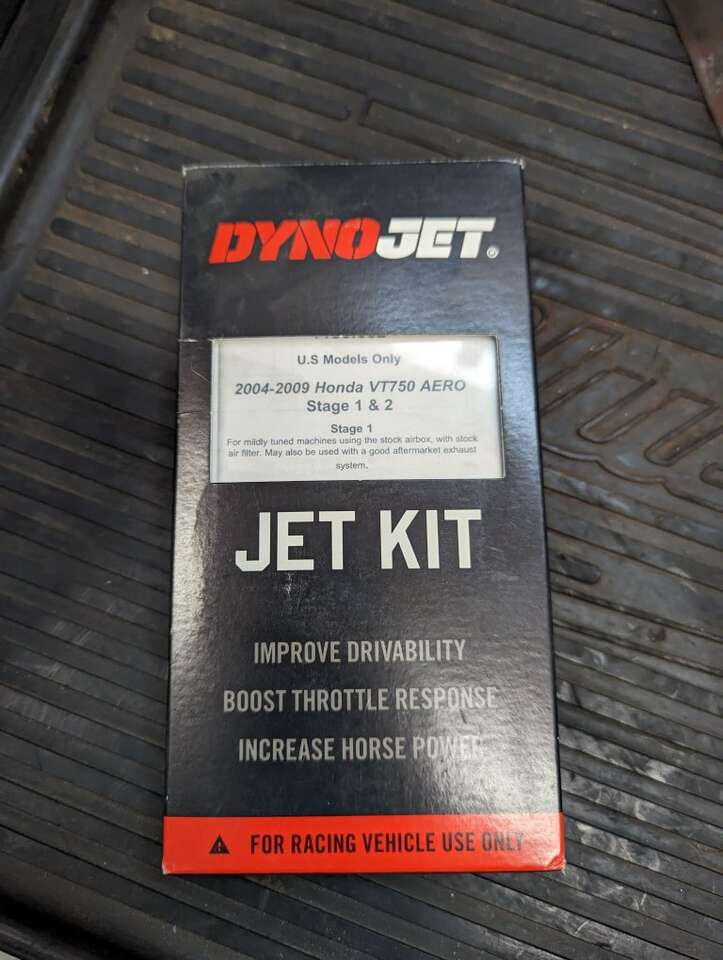 DYNOJET®
U.S Models Only
2004-2009 Honda VT750 AERO
Stage 1 & 2
Stage 1
For mildly tuned machines using the stock airbox, with stock
air filter. May also be used with a good aftermarket exhaust
system.
JET KIT
IMPROVE DRIVABILITY
BOOST THROTTLE RESPONSE
INCREASE HORSE POWER
FOR RACING VEHICLE USE ONLY